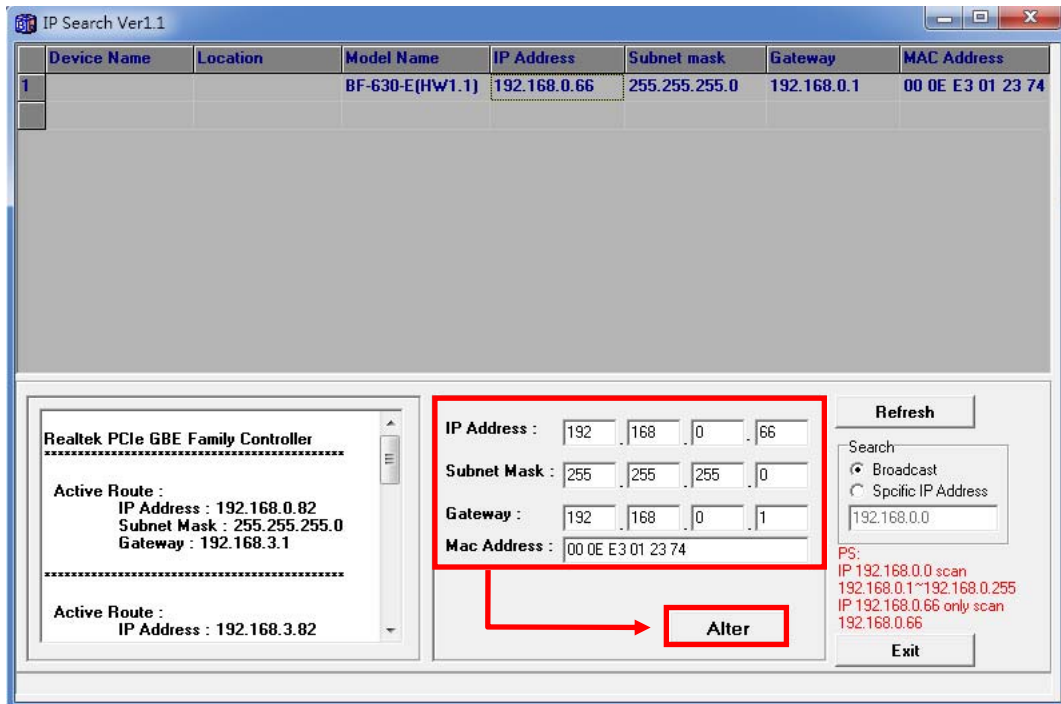 IP Search Ver1.1
Device Name Location Model Name IP Address Subnet mask Gateway MAC Address
1 BF-630-E(HW1.1) 192.168.0.66 255.255.255.0 192.168.0.1 00 0E E3 01 23 74
Realtek PCIe GBE Family Controller
*******************************************
Active Route :
IP Address : 192.168.0.82
Subnet Mask : 255.255.255.0
Gateway : 192.168.3.1
*******************************************
Active Route :
IP Address : 192.168.3.82
IP Address : 192 . 168 . 0 . 66
Subnet Mask : 255 . 255 . 255 . 0
Gateway : 192 . 168 . 0 . 1
Mac Address : 00 0E E3 01 23 74
Alter
Refresh
Search
Broadcast
Spcific IP Address
192.168.0.0
PS:
IP 192.168.0.0 scan
192.168.0.1~192.168.0.255
IP 192.168.0.66 only scan
192.168.0.66
Exit